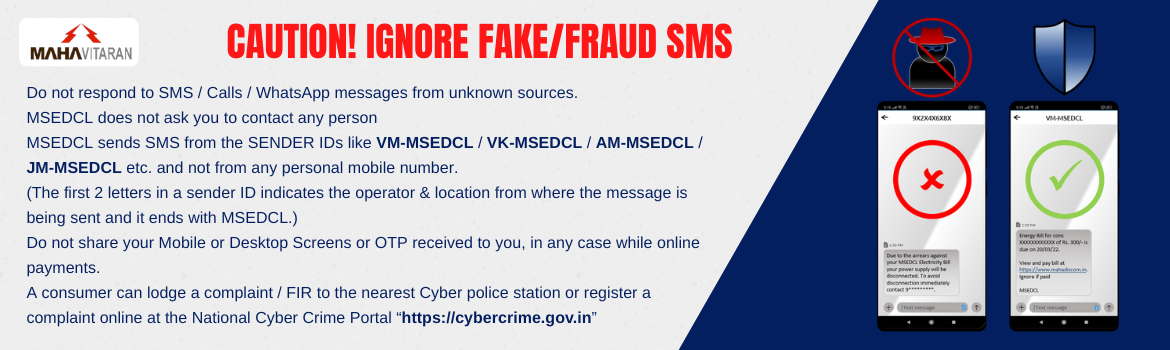 MAHAVITARAN
CAUTION! IGNORE FAKE/FRAUD SMS
Do not respond to SMS / Calls / WhatsApp messages from unknown sources.
MSEDCL does not ask you to contact any person
MSEDCL sends SMS from the SENDER IDs like VM-MSEDCL / VK-MSEDCL / AM-MSEDCL /
JM-MSEDCL etc. and not from any personal mobile number.
(The first 2 letters in a sender ID indicates the operator & location from where the message is
being sent and it ends with MSEDCL.)
Do not share your Mobile or Desktop Screens or OTP received to you, in any case while online
payments.
A consumer can lodge a complaint / FIR to the nearest Cyber police station or register a
complaint online at the National Cyber Crime Portal “https://cybercrime.gov.in”
9X2X4X6X8X
Due to the arrears against
your MSEDCL Electricity Bill
your power supply will be
disconnected. To avoid
disconnection immediately
contact 9*********.
Text message
VM-MSEDCL
Energy Bill for cons
XXXXXXXXXXXX of Rs. 300/- is
due on 20/03/22.
View and pay bill at
https://www.mahadiscom.in.
Ignore if paid
MSEDCL
Text message